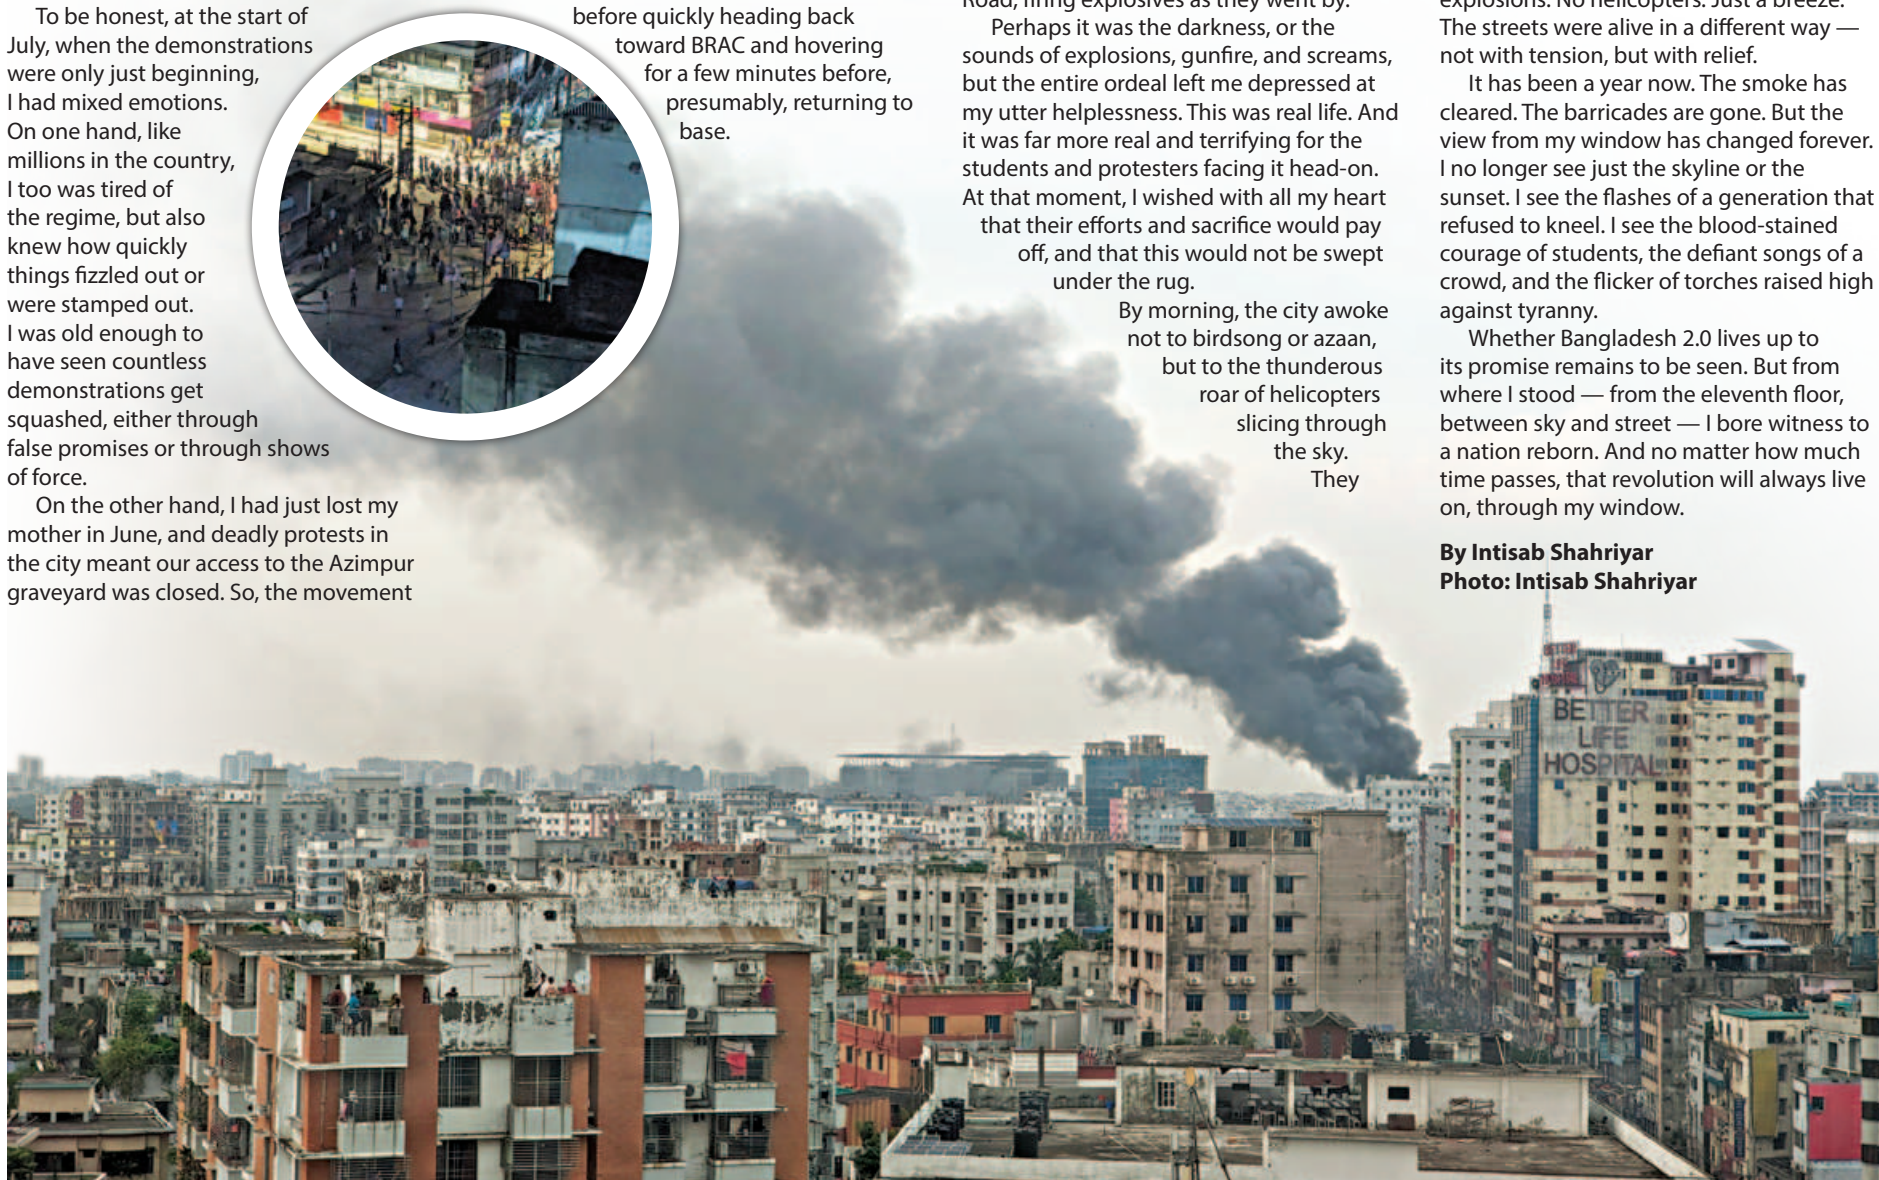 To be honest, at the start of
July, when the demonstrations
were only just beginning,
I had mixed emotions.
On one hand, like
millions in the country,
I too was tired of
the regime, but also
knew how quickly
things fizzled out or
were stamped out.
I was old enough to
have seen countless
demonstrations get
squashed, either through
false promises or through shows
of force.
On the other hand, I had just lost my
mother in June, and deadly protests in
the city meant our access to the Azimpur
graveyard was closed. So, the movement
before quickly heading back
toward BRAC and hovering
for a few minutes before,
presumably, returning to
base.
Road, firing explosives as they went by.
Perhaps it was the darkness, or the
sounds of explosions, gunfire, and screams,
but the entire ordeal left me depressed at
my utter helplessness. This was real life. And
it was far more real and terrifying for the
students and protesters facing it head-on.
At that moment, I wished with all my heart
that their efforts and sacrifice would pay
off, and that this would not be swept
under the rug.
By morning, the city awoke
not to birdsong or azaan,
but to the thunderous
roar of helicopters
slicing through
the sky.
They
explosions. No helicopters. Just a breeze.
The streets were alive in a different way —
not with tension, but with relief.
It has been a year now. The smoke has
cleared. The barricades are gone. But the
view from my window has changed forever.
I no longer see just the skyline or the
sunset. I see the flashes of a generation that
refused to kneel. I see the blood-stained
courage of students, the defiant songs of a
crowd, and the flicker of torches raised high
against tyranny.
Whether Bangladesh 2.0 lives up to
its promise remains to be seen. But from
where I stood — from the eleventh floor,
between sky and street — I bore witness to
a nation reborn. And no matter how much
time passes, that revolution will always live
on, through my window.
By Intisab Shahriyar
Photo: Intisab Shahriyar
BETTER
LIFE
HOSPITAL